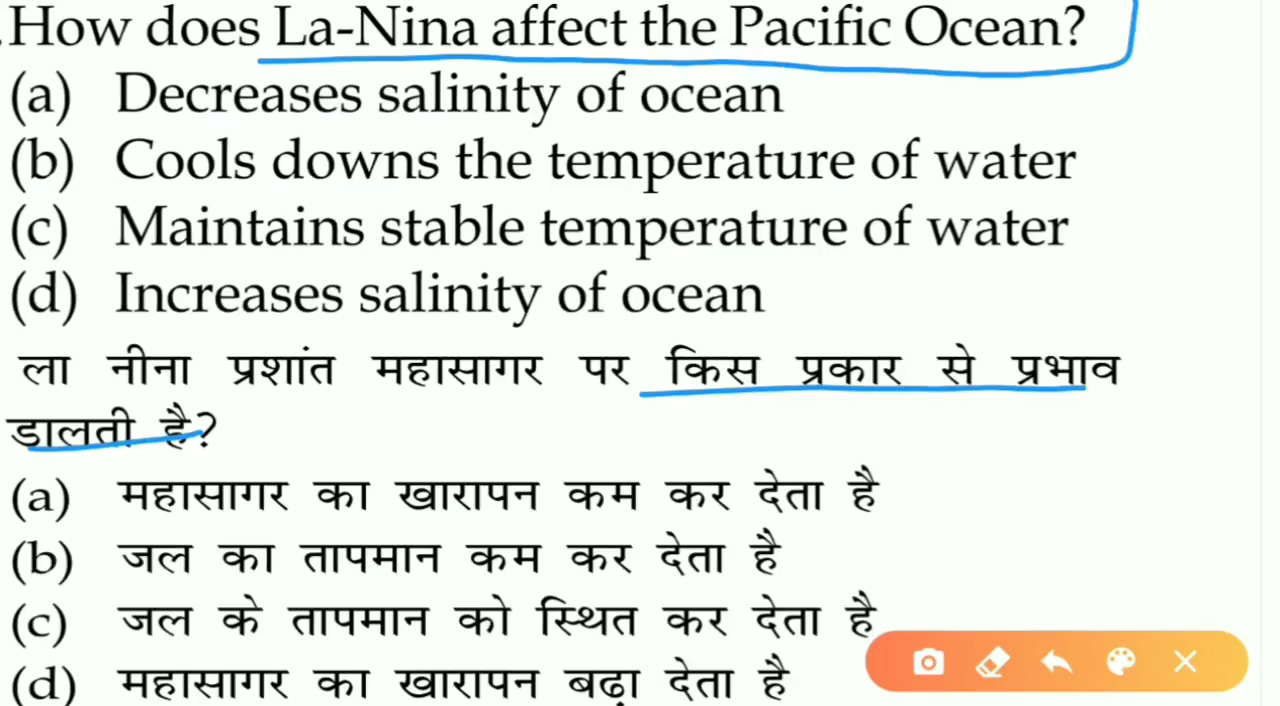 How does La-Nina affect the Pacific Ocean?
(a) Decreases salinity of ocean
(b) Cools downs the temperature of water
(c) Maintains stable temperature of water
(d) Increases salinity of ocean
ला नीना प्रशांत महासागर पर किस प्रकार से प्रभाव
डालती है?
(a) महासागर का खारापन कम कर देता है
(b) जल का तापमान कम कर देता है
(c) जल के तापमान को स्थित कर देता है
(d) महासागर का खारापन बढ़ा देता है